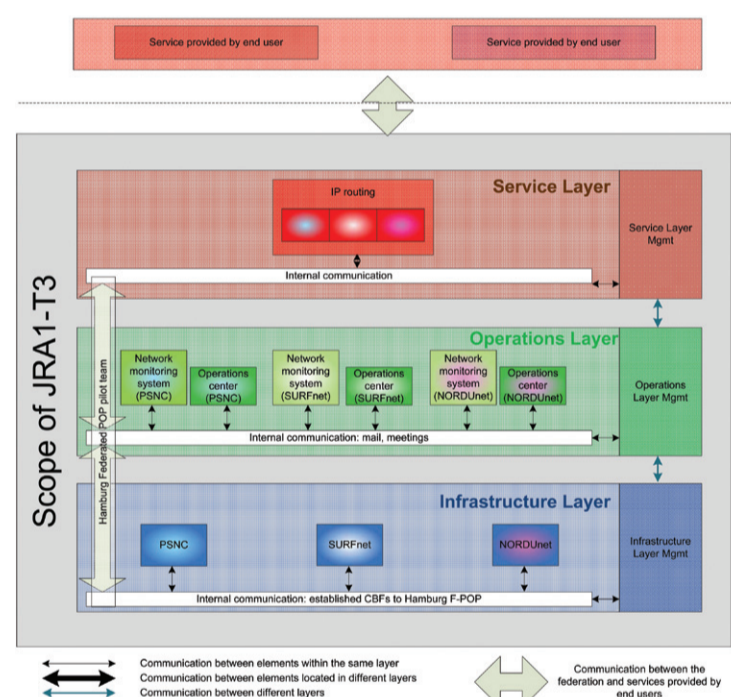 Service provided by end user
Service provided by end user
Scope of JRA1-T3
Service Layer
IP routing
Service Layer
Mgmt
Internal communication
Hamburg Federated POP pilot team
Operations Layer
Network
monitoring
system
(PSNC)
Operations
center
(PSNC)
Network
monitoring
system
(SURFnet)
Operations
center
(SURFnet)
Network
monitoring
system
(NORDUnet)
Operations
center
(NORDUnet)
Operations
Layer Mgmt
Internal communication: mail, meetings
Infrastructure Layer
PSNC
SURFnet
NORDUnet
Infrastructure
Layer Mgmt
Internal communication: established CBFs to Hamburg F-POP
Communication between elements within the same layer
Communication between elements located in different layers
Communication between different layers
Communication between the
federation and services provided by
end users